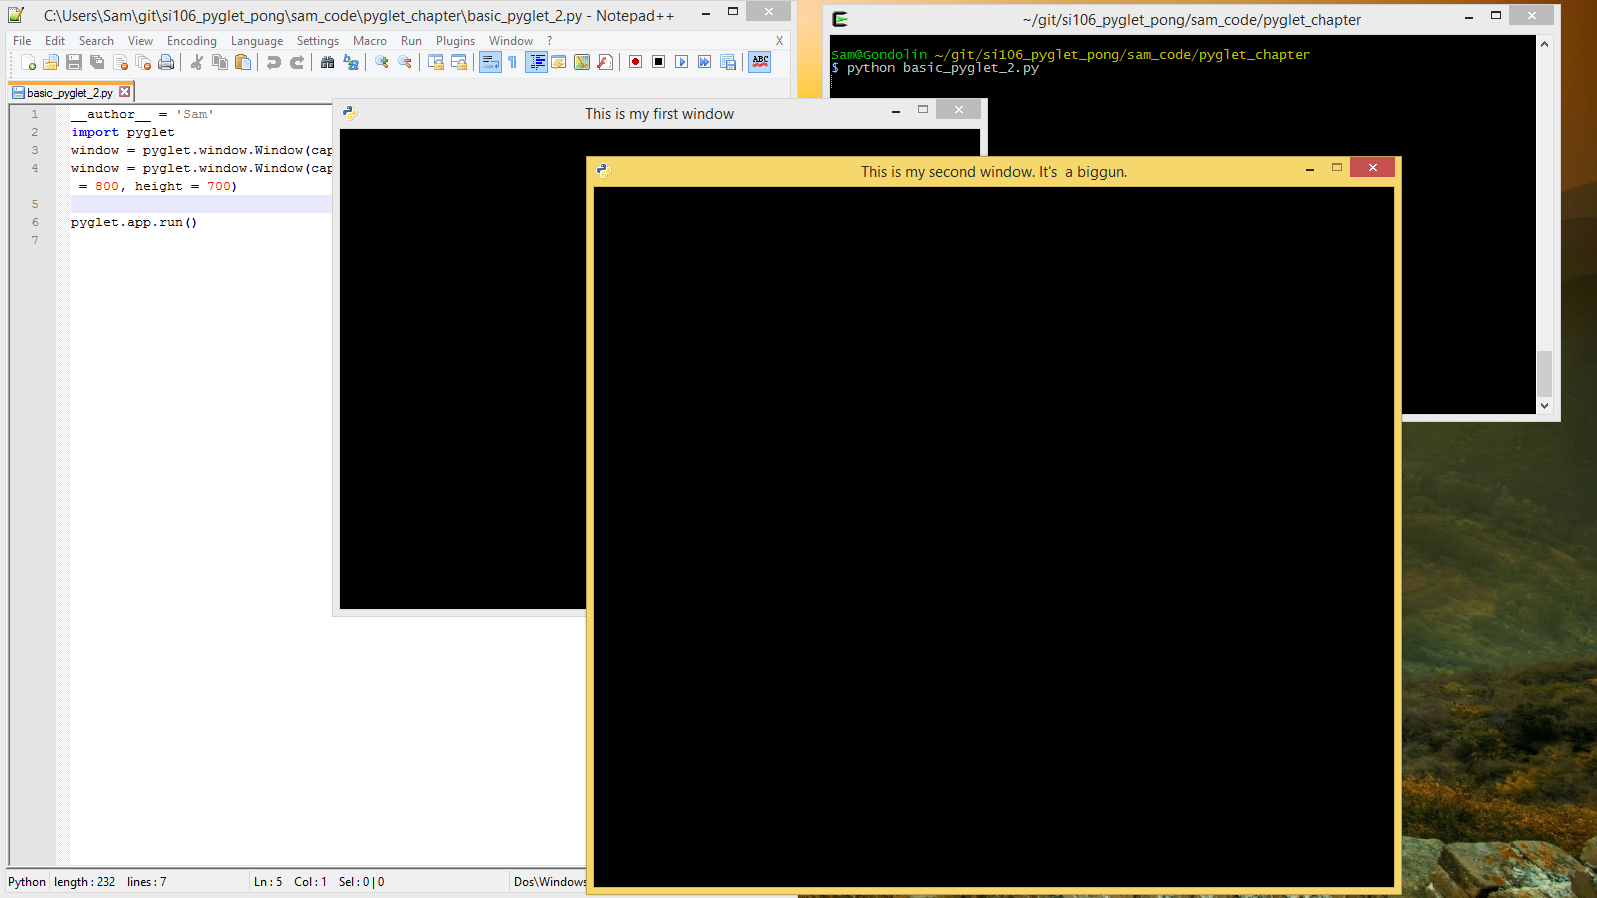 C:\Users\Sam\git\si106_pyglet_pong\sam_code\pyglet_chapter\basic_pyglet_2.py - Notepad++
File Edit Search View Encoding Language Settings Macro Run Plugins Window ? X
ABC
basic_pyglet_2.py
1 __author__ = 'Sam'
2 import pyglet
3 window = pyglet.window.Window(cap
4 window = pyglet.window.Window(cap
= 800, height = 700)
5
6 pyglet.app.run()
7
Python length : 232 lines : 7 Ln : 5 Col : 1 Sel : 0 | 0 Dos\Windows
~/git/si106_pyglet_pong/sam_code/pyglet_chapter
Sam@Gondolin ~/git/si106_pyglet_pong/sam_code/pyglet_chapter
$ python basic_pyglet_2.py
This is my first window
This is my second window. It's  a biggun.